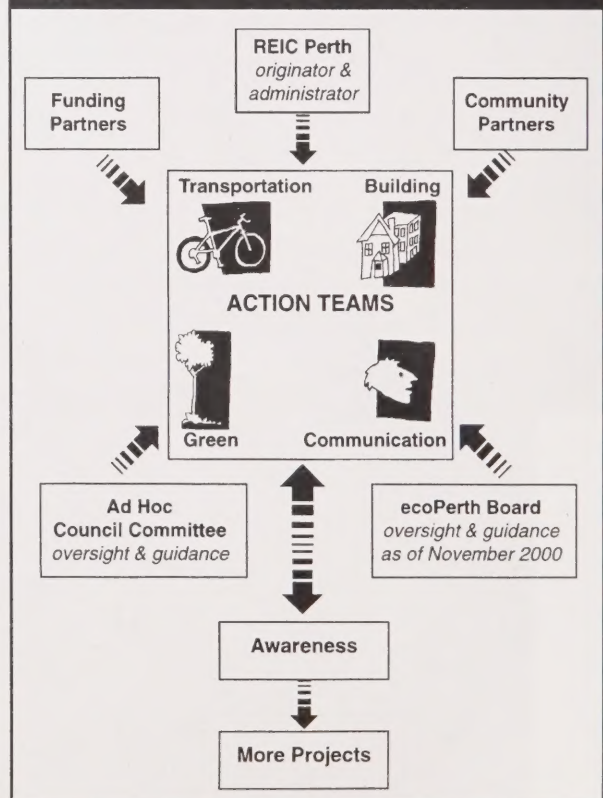 REIC Perth
originator &
administrator
Funding
Partners
Community
Partners
Transportation
Building
ACTION TEAMS
Green
Communication
Ad Hoc
Council Committee
oversight & guidance
ecoPerth Board
oversight & guidance
as of November 2000
Awareness
More Projects